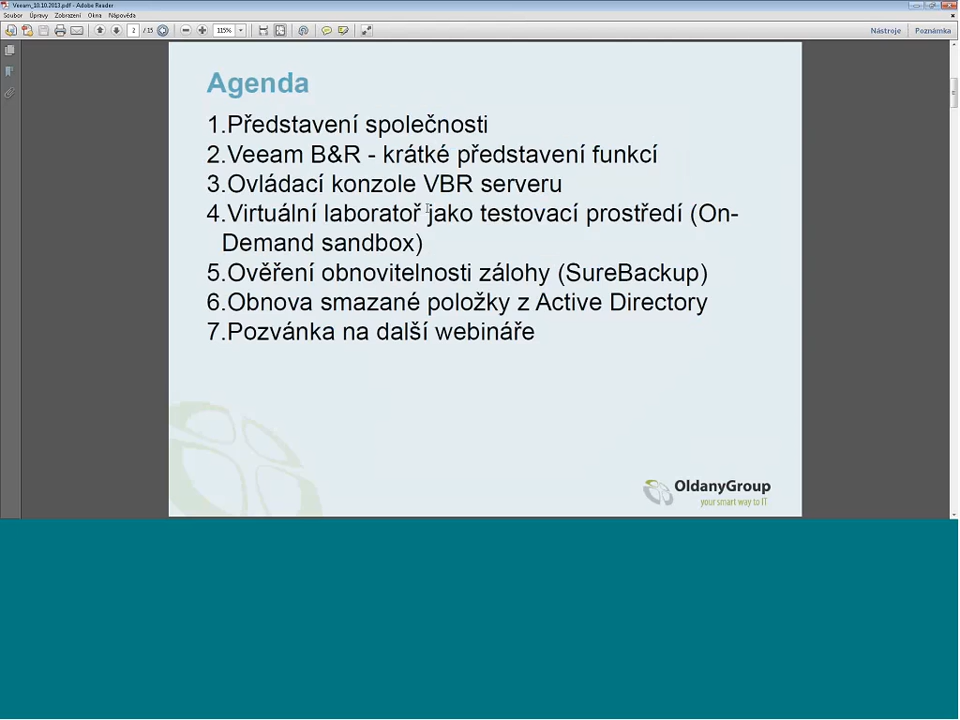 Veeam_10.10.2013.pdf - Adobe Reader
Soubor Úpravy Zobrazení Okna Nápověda
2 / 15 115% Nástroje Poznámka
Agenda
1.Představení společnosti
2.Veeam B&R - krátké představení funkcí
3.Ovládací konzole VBR serveru
4.Virtuální laboratoř jako testovací prostředí (On-
Demand sandbox)
5.Ověření obnovitelnosti zálohy (SureBackup)
6.Obnova smazané položky z Active Directory
7.Pozvánka na další webináře
OldanyGroup
your smart way to IT